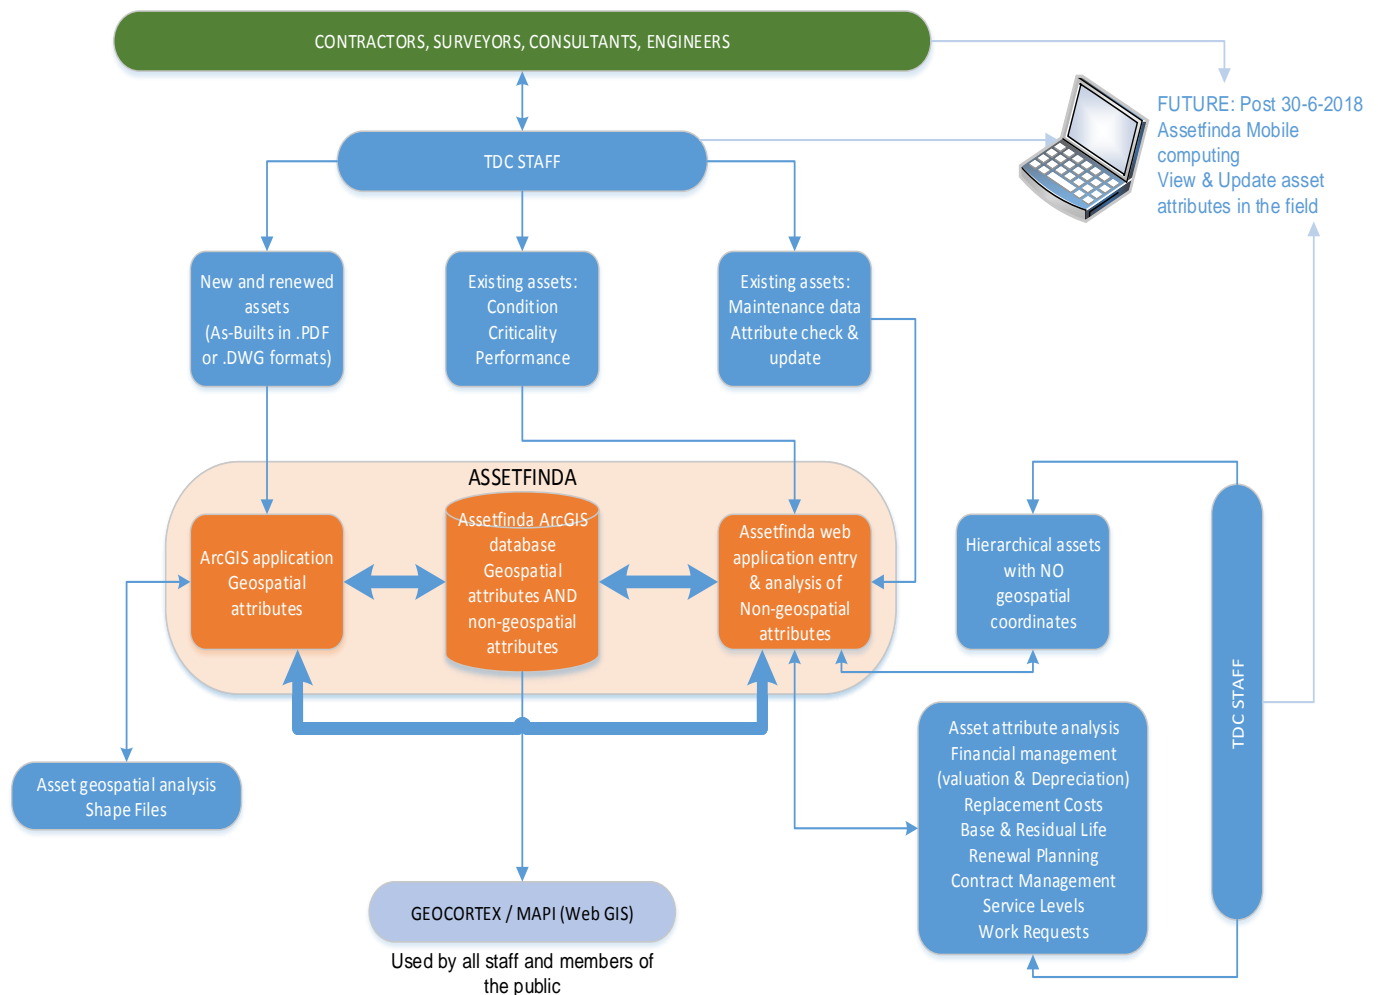 CONTRACTORS, SURVEYORS, CONSULTANTS, ENGINEERS
FUTURE: Post 30-6-2018
Assetfinda Mobile
computing
View & Update asset
attributes in the field
TDC STAFF
New and renewed
assets
(As-Builts in .PDF
or .DWG formats)
Existing assets:
Condition
Criticality
Performance
Existing assets:
Maintenance data
Attribute check &
update
ASSETFINDA
ArcGIS application
Geospatial
attributes
Assetfinda ArcGIS
database
Geospatial
attributes AND
non-geospatial
attributes
Assetfinda web
application entry
& analysis of
Non-geospatial
attributes
Hierarchical assets
with NO
geospatial
coordinates
TDC STAFF
Asset geospatial analysis
Shape Files
Asset attribute analysis
Financial management
(valuation & Depreciation)
Replacement Costs
Base & Residual Life
Renewal Planning
Contract Management
Service Levels
Work Requests
GEOCORTEX / MAPI (Web GIS)
Used by all staff and members of
the public